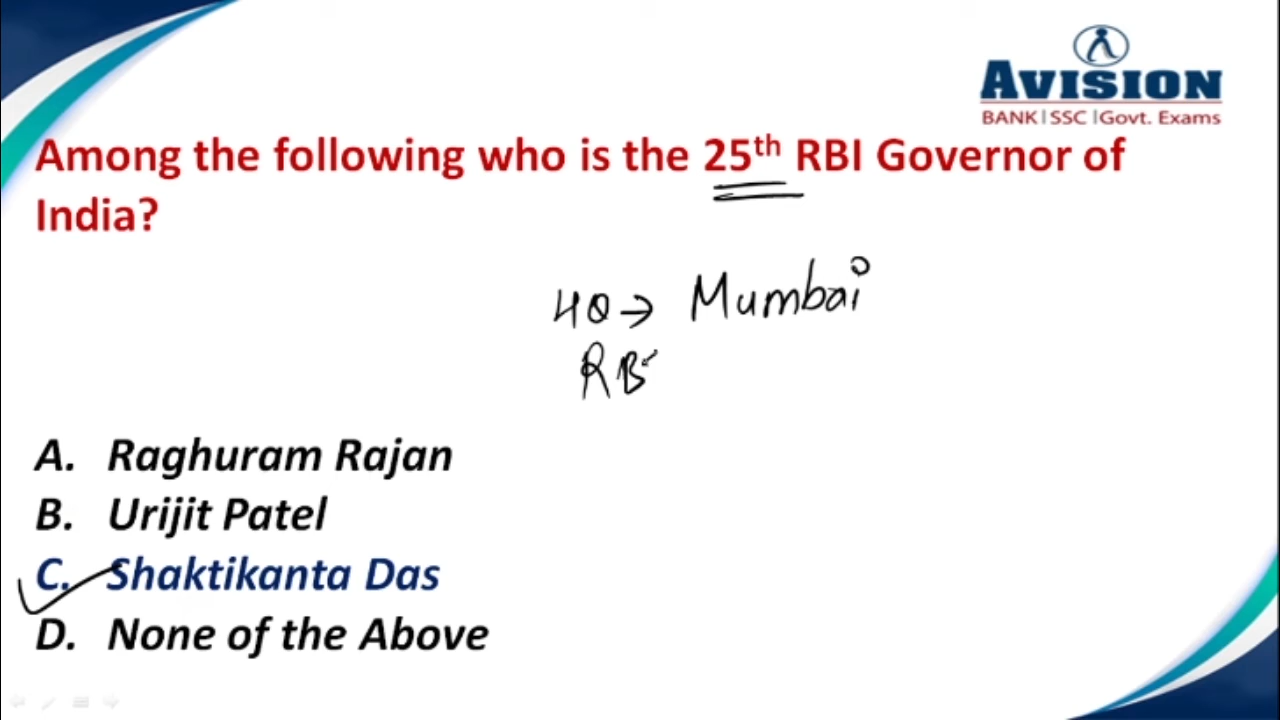 AVISION
BANK|SSC|Govt. Exams
Among the following who is the 25th RBI Governor of
India?
HQ→ Mumbai
RB
A. Raghuram Rajan
B. Urijit Patel
C. Shaktikanta Das
D. None of the Above